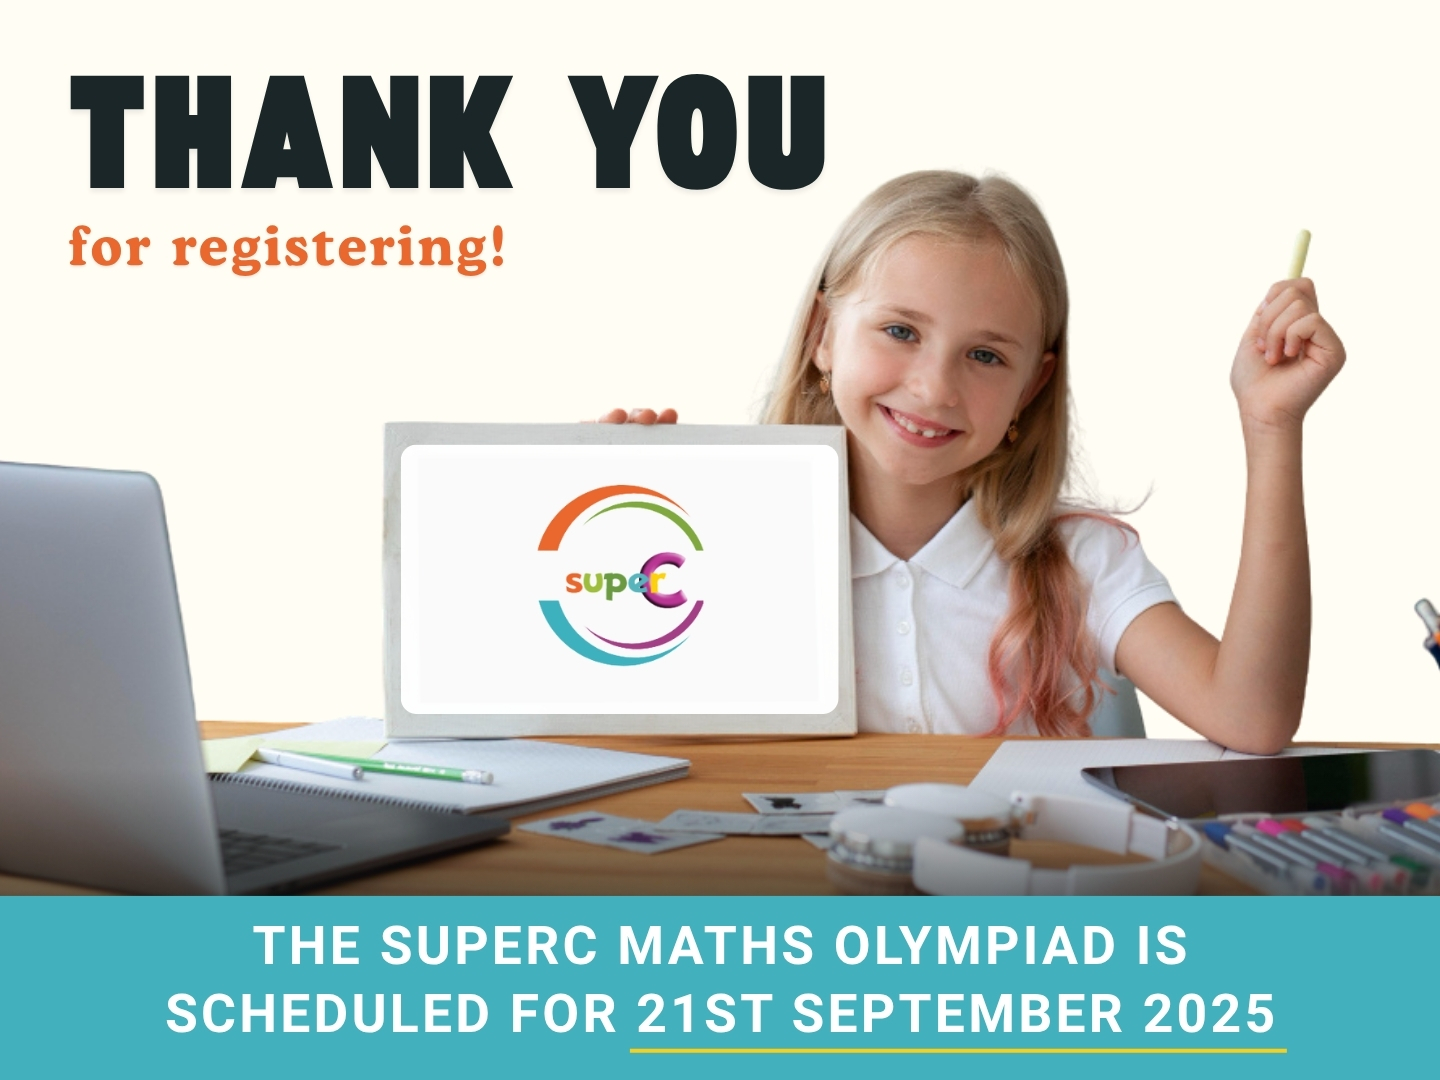 THANK YOU
for registering!
superC
THE SUPERC MATHS OLYMPIAD IS
SCHEDULED FOR 21ST SEPTEMBER 2025